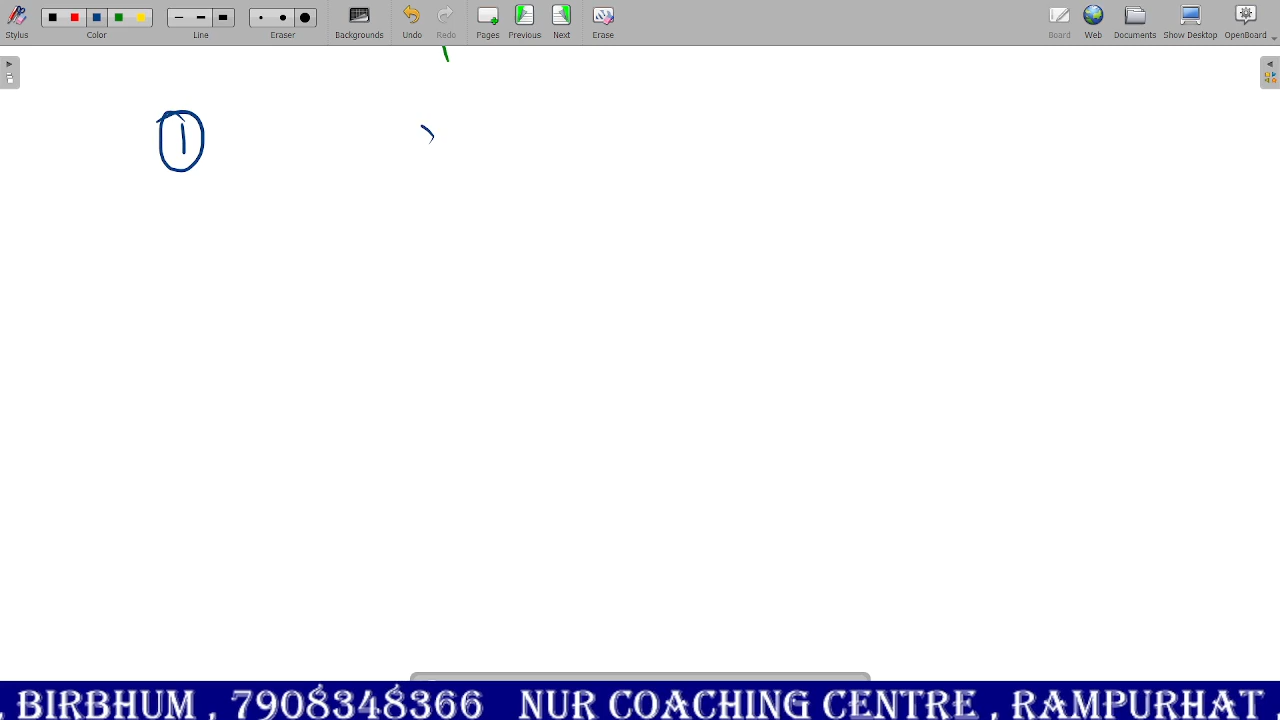 Stylus Color Line Eraser Backgrounds Undo Redo Pages Previous Next Erase Board Web Documents Show Desktop OpenBoard
1
, BIRBHUM , 7908348366 NUR COACHING CENTRE , RAMPURHAT